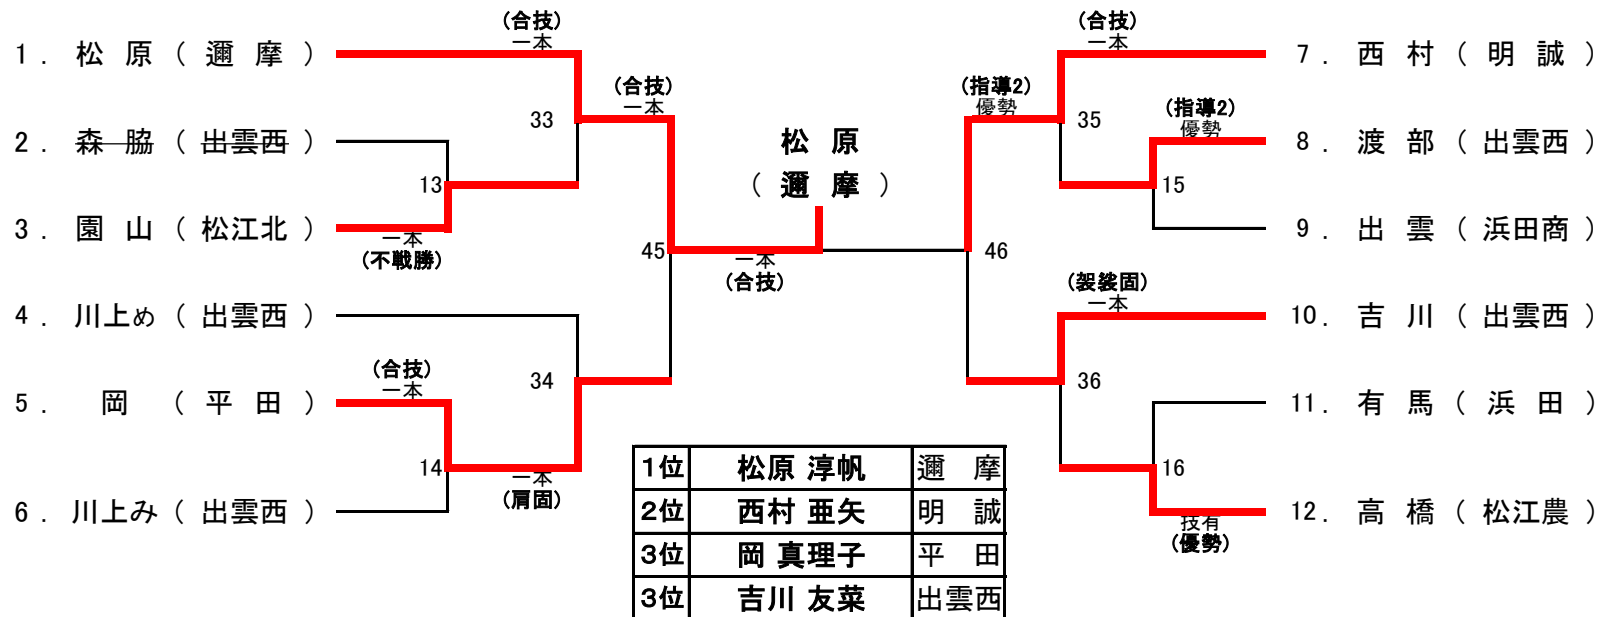 (合技)
一本
1. 松原(邇摩)
33
2. 森脇(出雲西)
13
3. 園山(松江北)
一本
(不戦勝)
(合技)
一本
45
4. 川上め(出雲西)
34
(合技)
一本
5. 岡(平田)
14
一本
(肩固)
6. 川上み(出雲西)
松原
(邇摩)
一本
(合技)
(合技)
一本
7. 西村(明誠)
(指導2)
優勢
35
(指導2)
優勢
8. 渡部(出雲西)
15
9. 出雲(浜田商)
46
(袈裟固)
一本
10. 吉川(出雲西)
36
11. 有馬(浜田)
16
12. 高橋(松江農)
技有
(優勢)
1位 松原 淳帆 邇摩
2位 西村 亜矢 明誠
3位 岡 真理子 平田
3位 吉川 友菜 出雲西